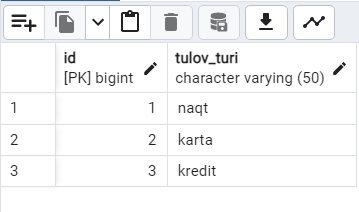 id tulov_turi
[PK] bigint character varying (50)
1 1 naqt
2 2 karta
3 3 kredit